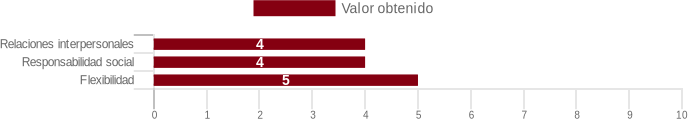 Valor obtenido
Relaciones interpersonales 4
Responsabilidad social 4
Flexibilidad 5
0 1 2 3 4 5 6 7 8 9 10